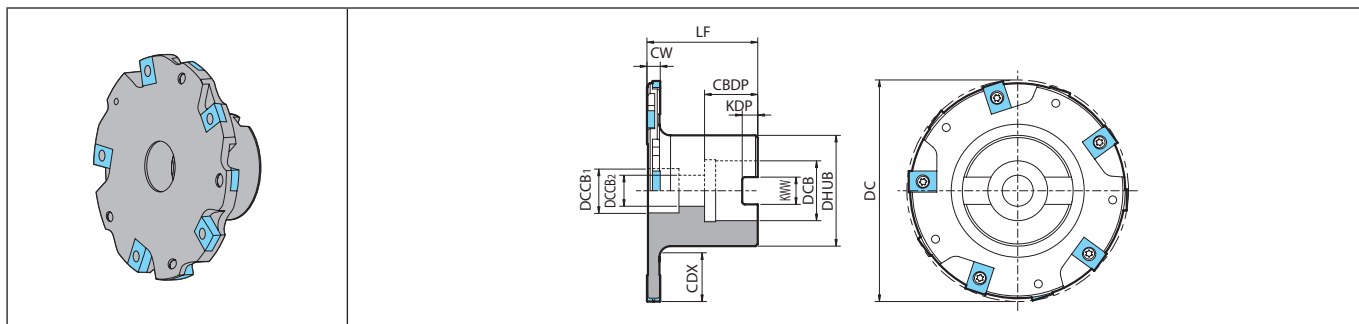 LF
CW
CBDP
KDP
DCCB1
DCCB2
KWW
DCB
DHUB
CDX
DC